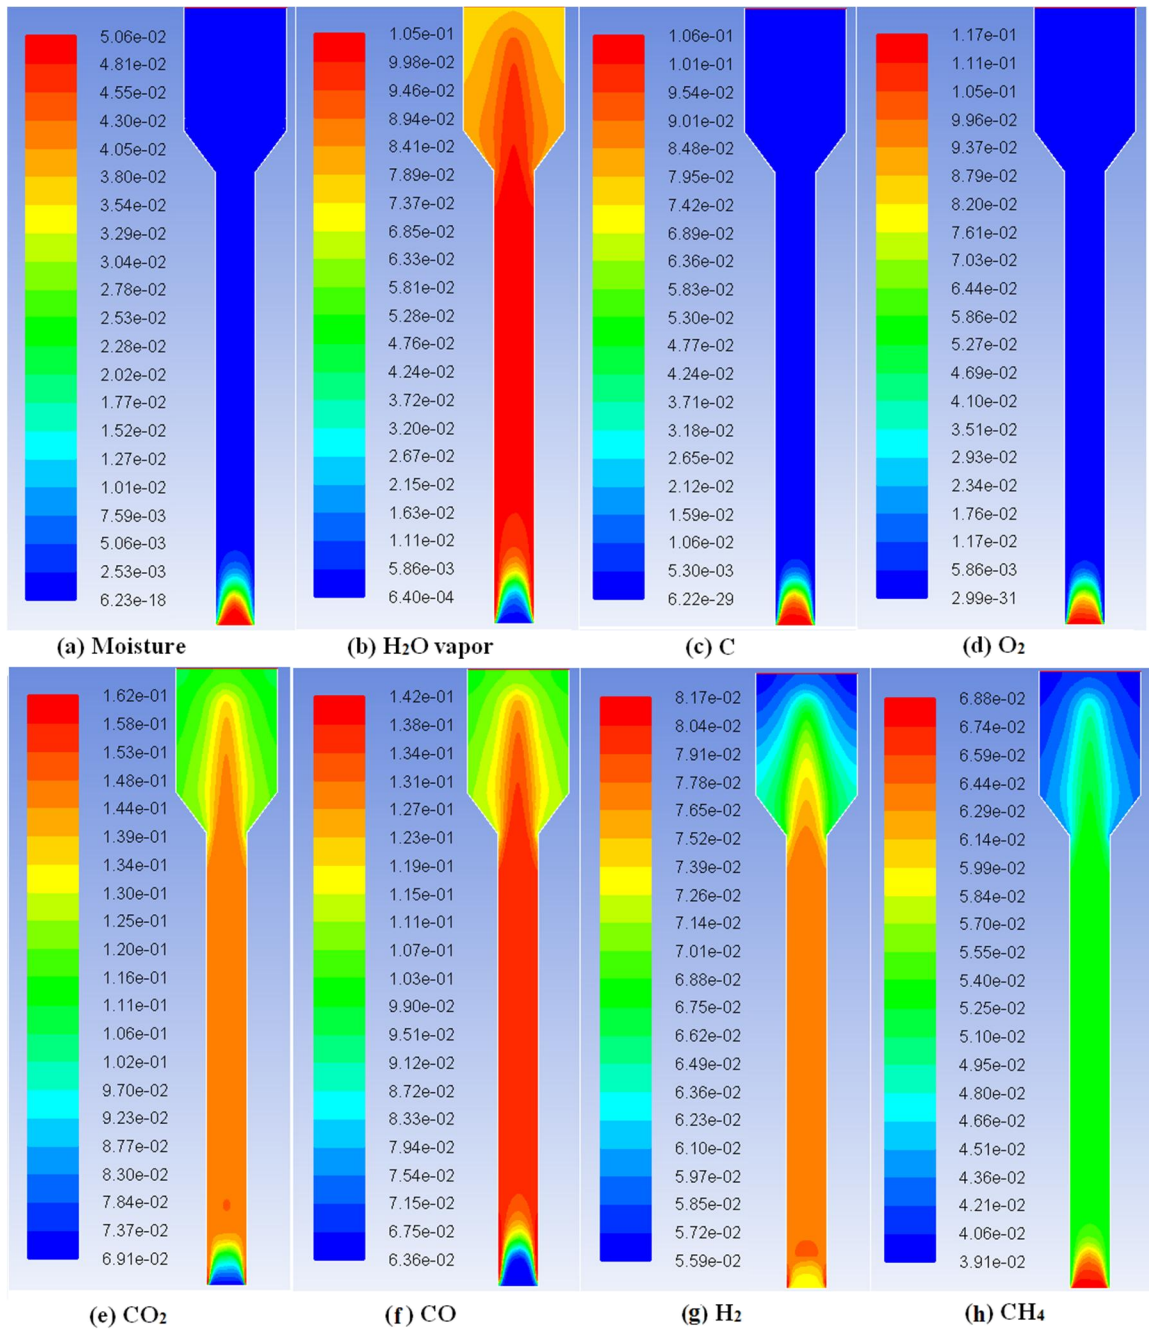 5.06e-02
4.81e-02
4.55e-02
4.30e-02
4.05e-02
3.80e-02
3.54e-02
3.29e-02
3.04e-02
2.78e-02
2.53e-02
2.28e-02
2.02e-02
1.77e-02
1.52e-02
1.27e-02
1.01e-02
7.59e-03
5.06e-03
2.53e-03
6.23e-18
(a) Moisture
1.05e-01
9.98e-02
9.46e-02
8.94e-02
8.41e-02
7.89e-02
7.37e-02
6.85e-02
6.33e-02
5.81e-02
5.28e-02
4.76e-02
4.24e-02
3.72e-02
3.20e-02
2.67e-02
2.15e-02
1.63e-02
1.11e-02
5.86e-03
6.40e-04
(b) H₂O vapor
1.06e-01
1.01e-01
9.54e-02
9.01e-02
8.48e-02
7.95e-02
7.42e-02
6.89e-02
6.36e-02
5.83e-02
5.30e-02
4.77e-02
4.24e-02
3.71e-02
3.18e-02
2.65e-02
2.12e-02
1.59e-02
1.06e-02
5.30e-03
6.22e-29
(c) C
1.17e-01
1.11e-01
1.05e-01
9.96e-02
9.37e-02
8.79e-02
8.20e-02
7.61e-02
7.03e-02
6.44e-02
5.86e-02
5.27e-02
4.69e-02
4.10e-02
3.51e-02
2.93e-02
2.34e-02
1.76e-02
1.17e-02
5.86e-03
2.99e-31
(d) O₂
1.62e-01
1.58e-01
1.53e-01
1.48e-01
1.44e-01
1.39e-01
1.34e-01
1.30e-01
1.25e-01
1.20e-01
1.16e-01
1.11e-01
1.06e-01
1.02e-01
9.70e-02
9.23e-02
8.77e-02
8.30e-02
7.84e-02
7.37e-02
6.91e-02
(e) CO₂
1.42e-01
1.38e-01
1.34e-01
1.31e-01
1.27e-01
1.23e-01
1.19e-01
1.15e-01
1.11e-01
1.07e-01
1.03e-01
9.90e-02
9.51e-02
9.12e-02
8.72e-02
8.33e-02
7.94e-02
7.54e-02
7.15e-02
6.75e-02
6.36e-02
(f) CO
8.17e-02
8.04e-02
7.91e-02
7.78e-02
7.65e-02
7.52e-02
7.39e-02
7.26e-02
7.14e-02
7.01e-02
6.88e-02
6.75e-02
6.62e-02
6.49e-02
6.36e-02
6.23e-02
6.10e-02
5.97e-02
5.85e-02
5.72e-02
5.59e-02
(g) H₂
6.88e-02
6.74e-02
6.59e-02
6.44e-02
6.29e-02
6.14e-02
5.99e-02
5.84e-02
5.70e-02
5.55e-02
5.40e-02
5.25e-02
5.10e-02
4.95e-02
4.80e-02
4.66e-02
4.51e-02
4.36e-02
4.21e-02
4.06e-02
3.91e-02
(h) CH₄